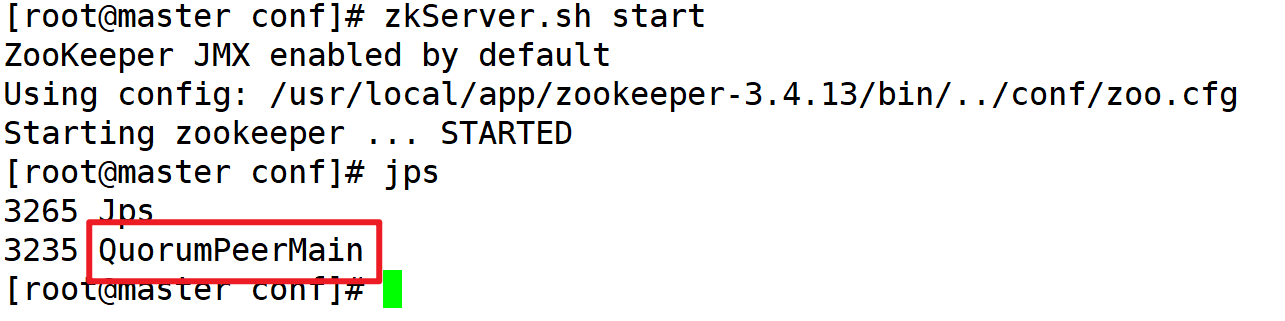 [root@master conf]# zkServer.sh start
ZooKeeper JMX enabled by default
Using config: /usr/local/app/zookeeper-3.4.13/bin/../conf/zoo.cfg
Starting zookeeper ... STARTED
[root@master conf]# jps
3265 Jps
3235 QuorumPeerMain
[root@master conf]#